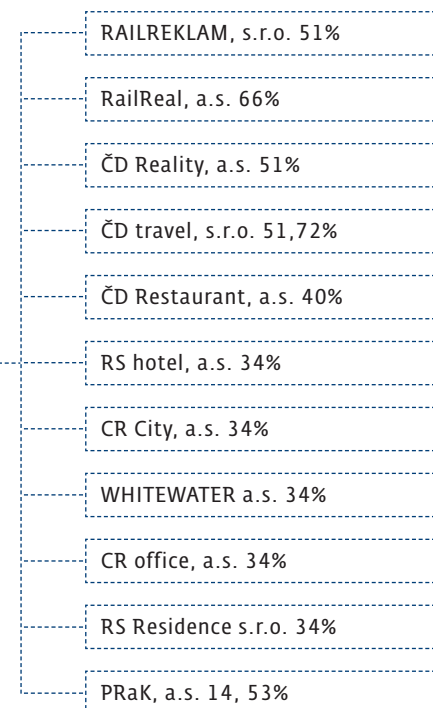 RAILREKLAM, s.r.o. 51%
RailReal, a.s. 66%
ČD Reality, a.s. 51%
ČD travel, s.r.o. 51,72%
ČD Restaurant, a.s. 40%
RS hotel, a.s. 34%
CR City, a.s. 34%
WHITEWATER a.s. 34%
CR office, a.s. 34%
RS Residence s.r.o. 34%
PRaK, a.s. 14, 53%